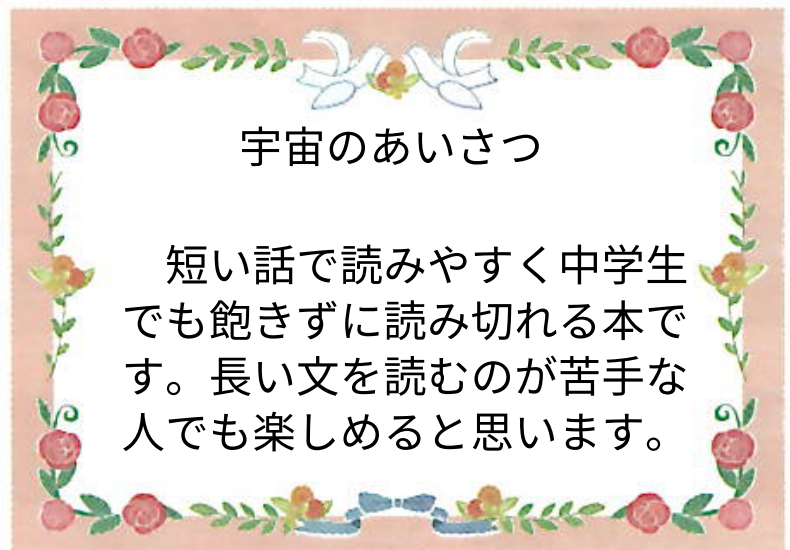 宇宙のあいさつ
　短い話で読みやすく中学生
でも飽きずに読み切れる本で
す。長い文を読むのが苦手な
人でも楽しめると思います。